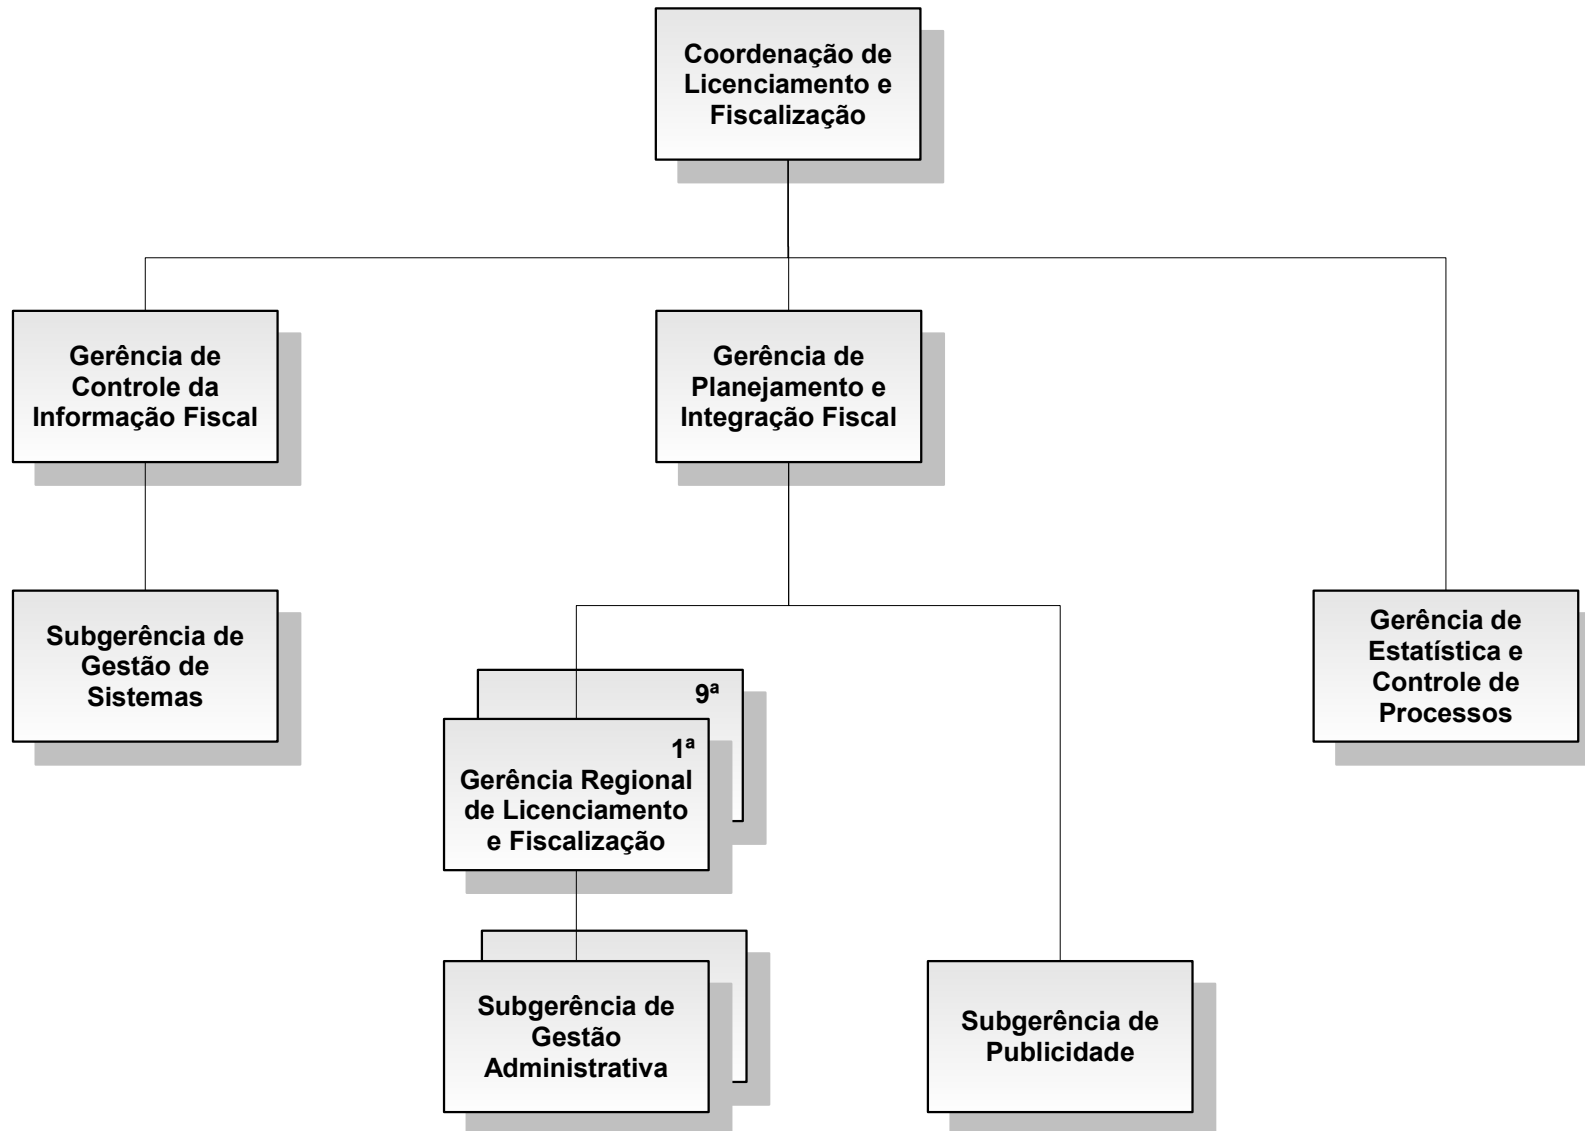 Coordenação de
Licenciamento e
Fiscalização
Gerência de
Controle da
Informação Fiscal
Gerência de
Planejamento e
Integração Fiscal
Subgerência de
Gestão de
Sistemas
Gerência de
Estatística e
Controle de
Processos
9ª
1ª
Gerência Regional
de Licenciamento
e Fiscalização
Subgerência de
Gestão
Administrativa
Subgerência de
Publicidade